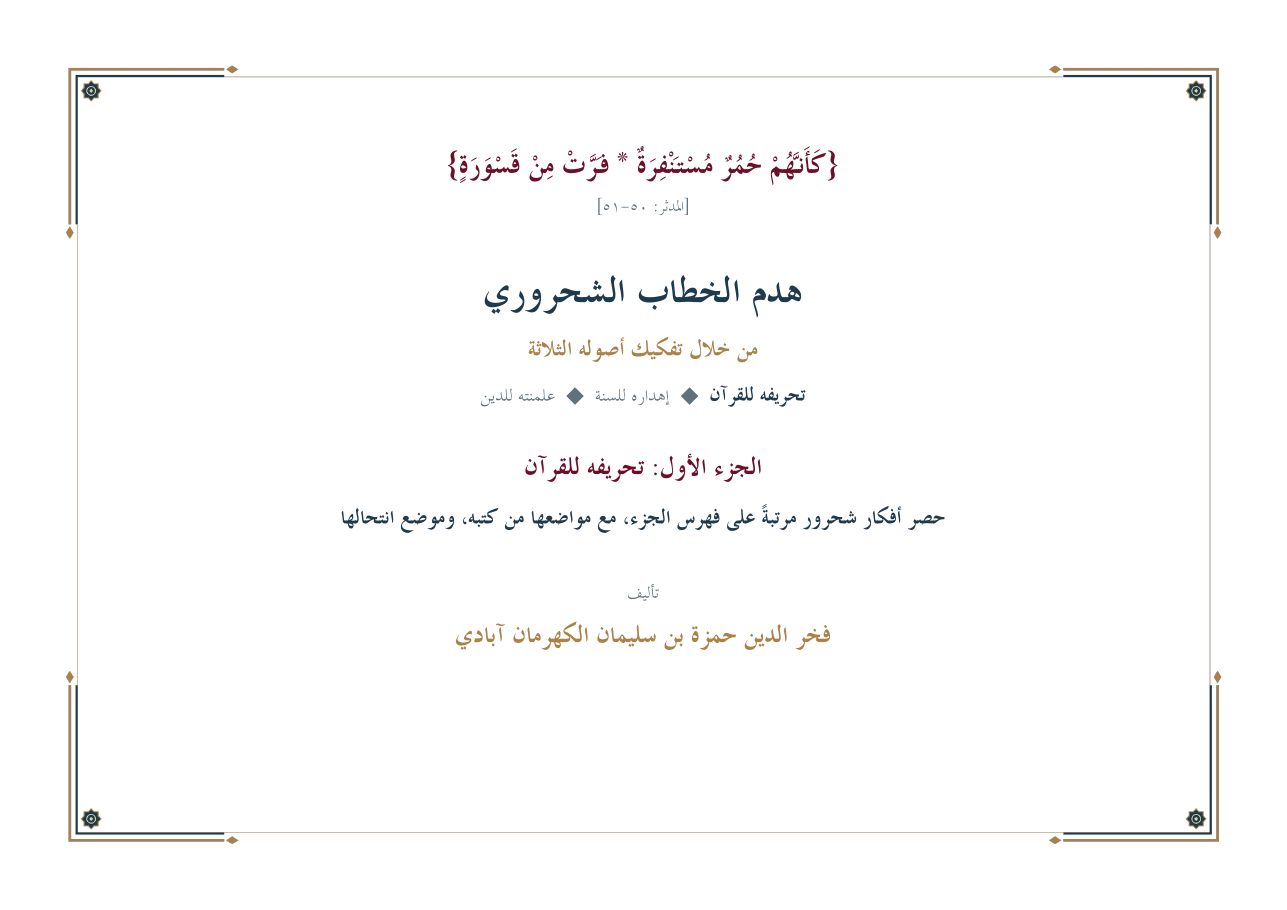 {كَأَنَّهُمْ حُمُرٌ مُسْتَنْفِرَةٌ * فَرَّتْ مِنْ قَسْوَرَةٍ}
[المدثر: ٥٠-٥١]
هدم الخطاب الشحروري
من خلال تفكيك أصوله الثلاثة
تحريفه للقرآن ◆ إهداره للسنة ◆ علمنته للدين
الجزء الأول: تحريفه للقرآن
حصر أفكار شحرور مرتبةً على فهرس الجزء، مع مواضعها من كتبه، وموضع انتحالها
تأليف
فخر الدين حمزة بن سليمان الكهرمان آبادي